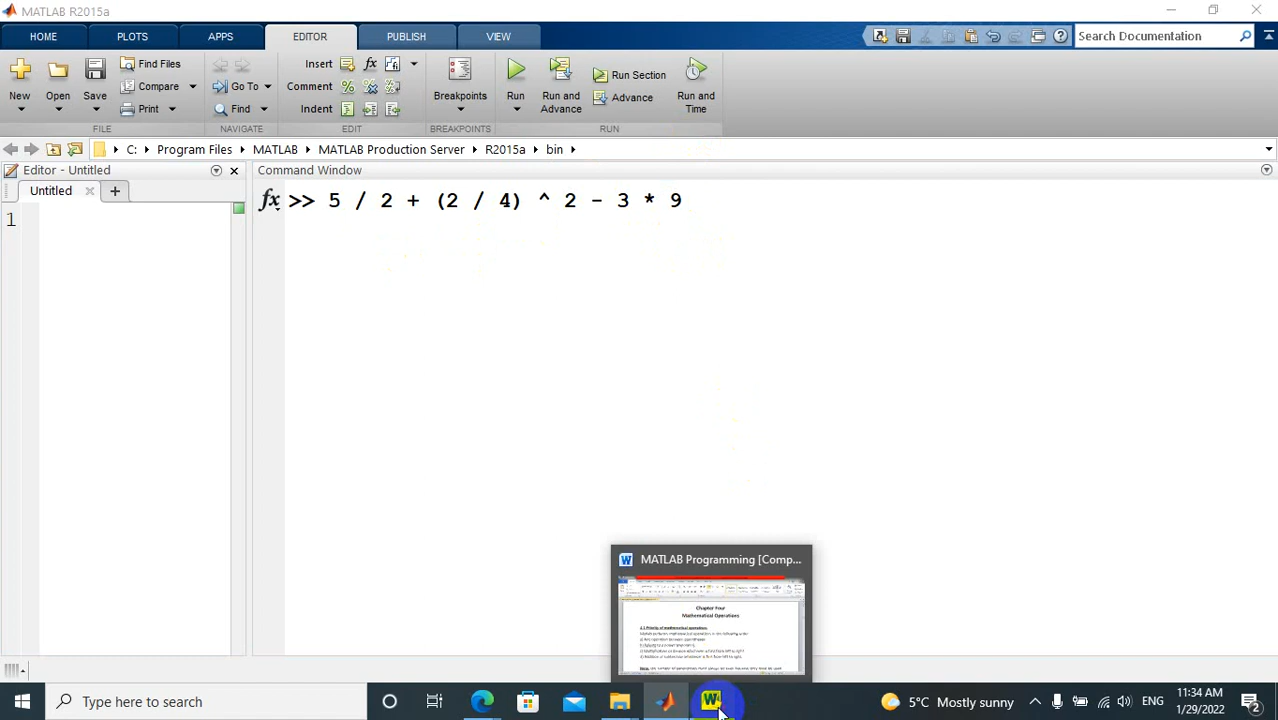 MATLAB R2015a
HOME PLOTS APPS EDITOR PUBLISH VIEW Search Documentation
New Open Save Find Files Compare Print Go To Find Insert fx Comment Indent Breakpoints Run Run and Advance Run Section Advance Run and Time
FILE NAVIGATE EDIT BREAKPOINTS RUN
C: Program Files MATLAB MATLAB Production Server R2015a bin
Editor - Untitled Command Window
Untitled
1 fx >> 5 / 2 + (2 / 4) ^ 2 - 3 * 9
MATLAB Programming [Comp...
Chapter Four
Mathematical Operations
Type here to search 5°C Mostly sunny ENG 11:34 AM 1/29/2022 2